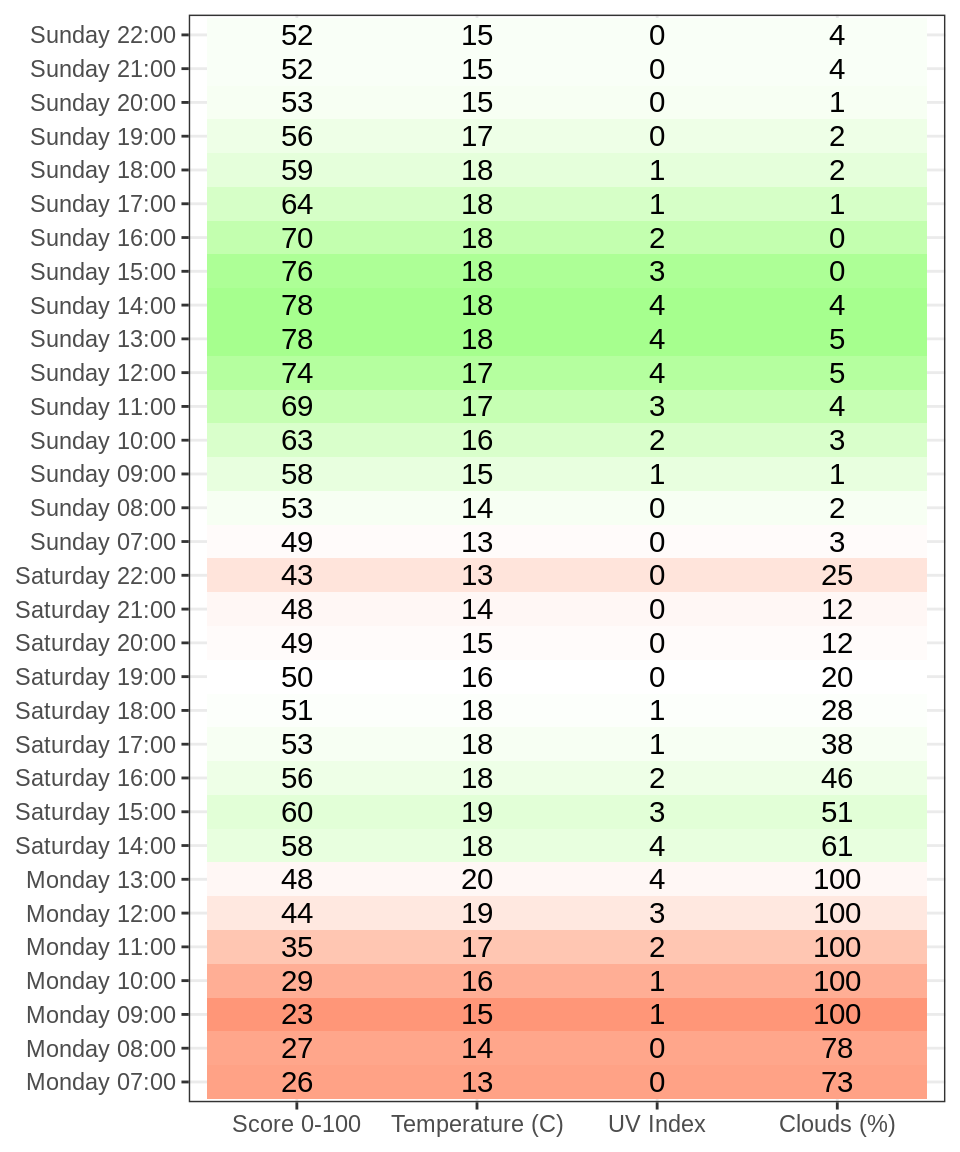 Sunday 22:00 52 15 0 4
Sunday 21:00 52 15 0 4
Sunday 20:00 53 15 0 1
Sunday 19:00 56 17 0 2
Sunday 18:00 59 18 1 2
Sunday 17:00 64 18 1 1
Sunday 16:00 70 18 2 0
Sunday 15:00 76 18 3 0
Sunday 14:00 78 18 4 4
Sunday 13:00 78 18 4 5
Sunday 12:00 74 17 4 5
Sunday 11:00 69 17 3 4
Sunday 10:00 63 16 2 3
Sunday 09:00 58 15 1 1
Sunday 08:00 53 14 0 2
Sunday 07:00 49 13 0 3
Saturday 22:00 43 13 0 25
Saturday 21:00 48 14 0 12
Saturday 20:00 49 15 0 12
Saturday 19:00 50 16 0 20
Saturday 18:00 51 18 1 28
Saturday 17:00 53 18 1 38
Saturday 16:00 56 18 2 46
Saturday 15:00 60 19 3 51
Saturday 14:00 58 18 4 61
Monday 13:00 48 20 4 100
Monday 12:00 44 19 3 100
Monday 11:00 35 17 2 100
Monday 10:00 29 16 1 100
Monday 09:00 23 15 1 100
Monday 08:00 27 14 0 78
Monday 07:00 26 13 0 73
Score 0-100 Temperature (C) UV Index Clouds (%)